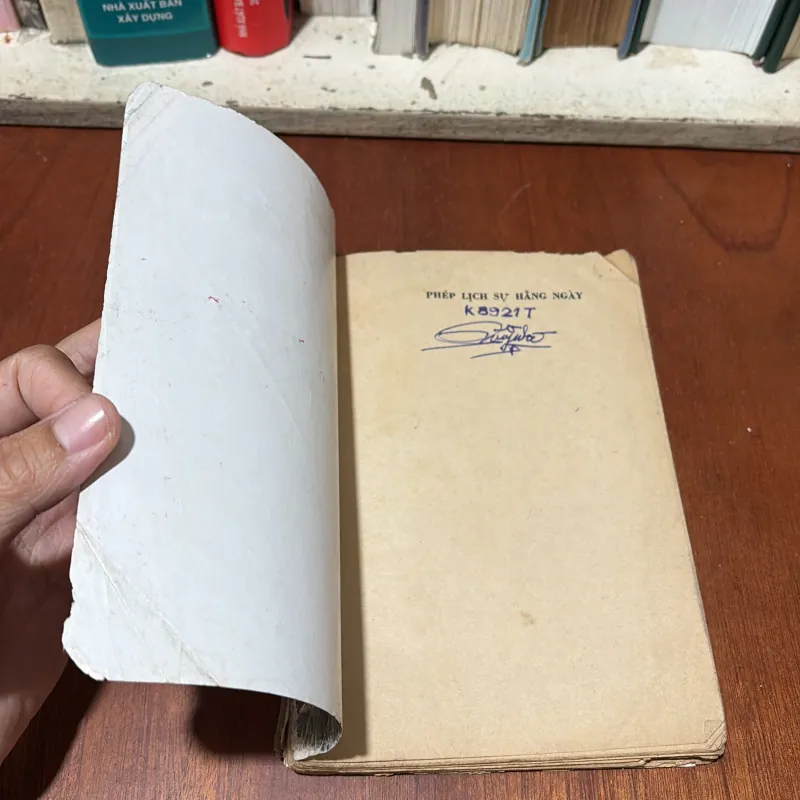 NHÀ XUẤT BẢN
XÂY DỰNG
PHÉP LỊCH SỰ HẰNG NGÀY
K8921T